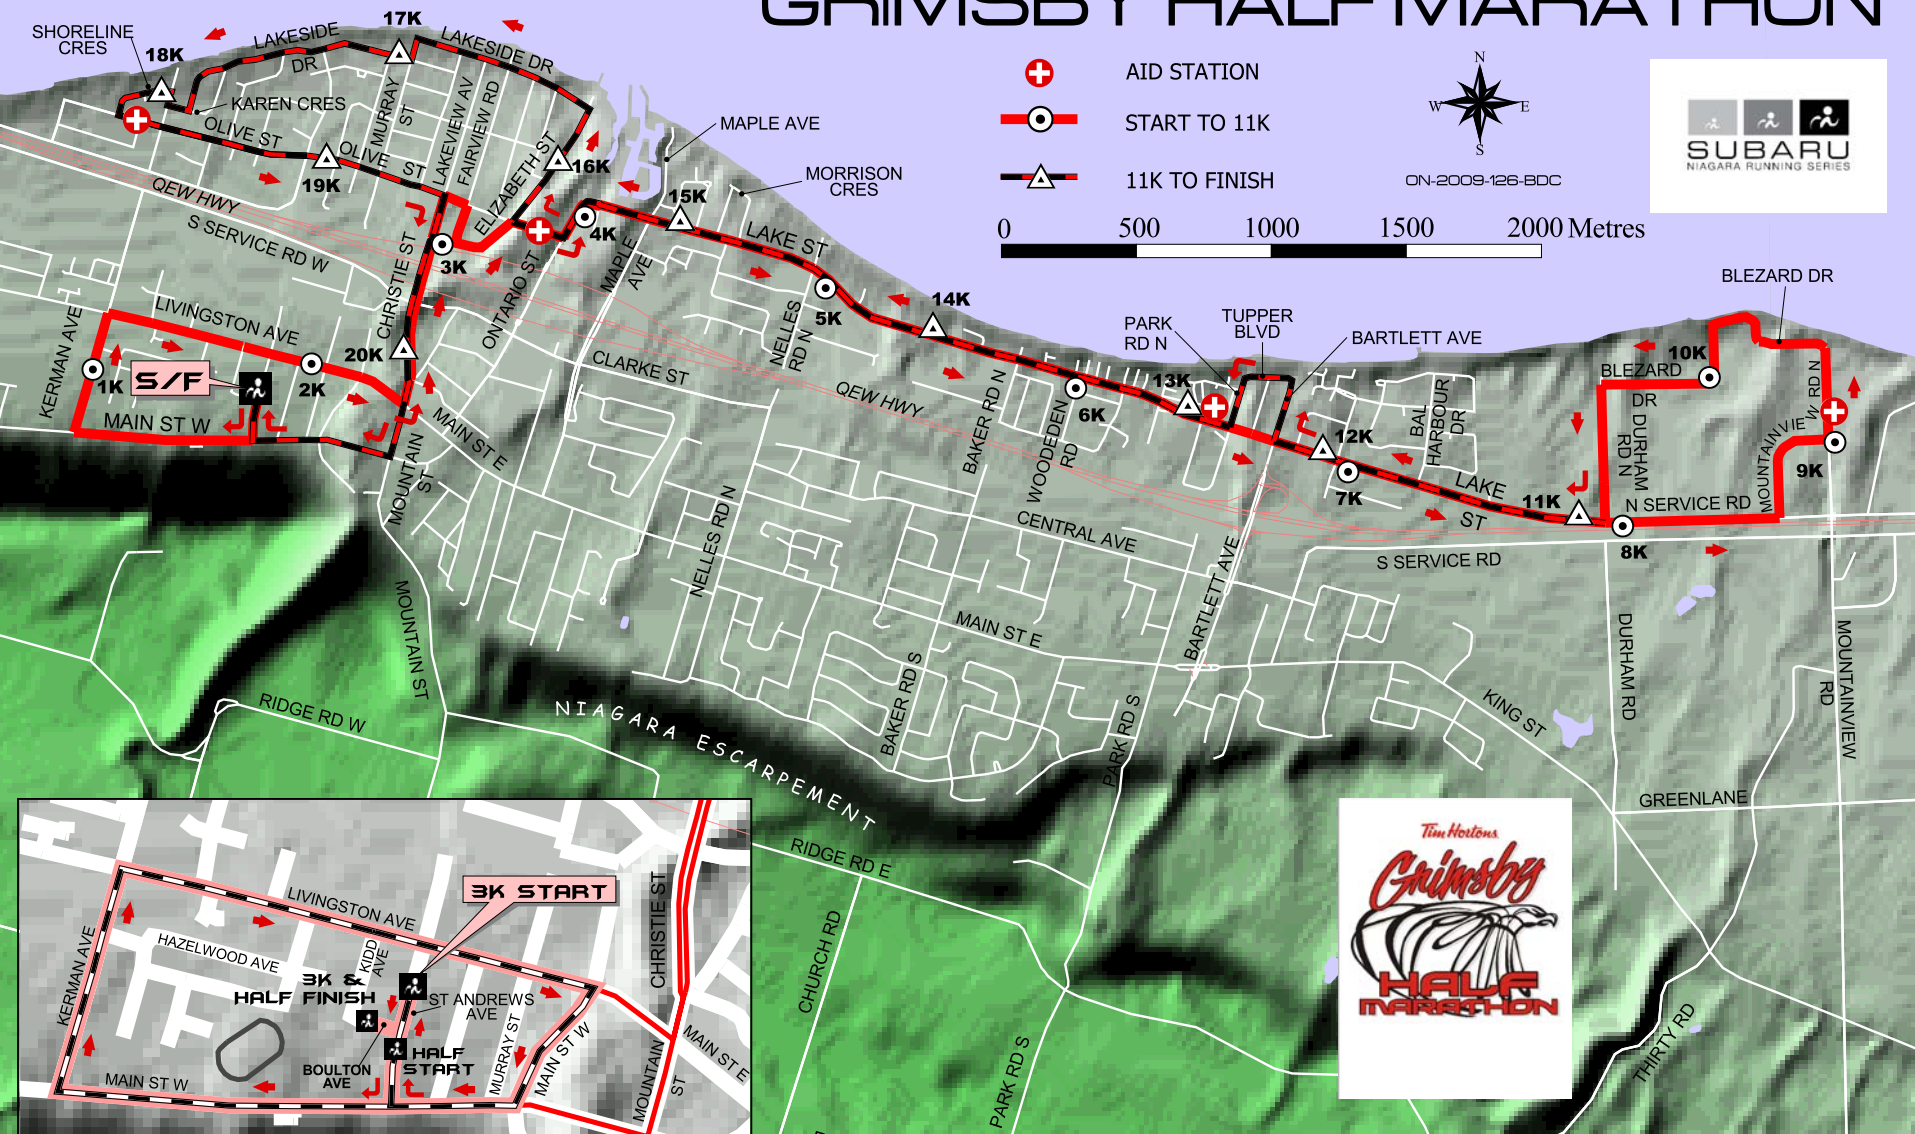 GRIMSBY HALF MARATHON
AID STATION
START TO 11K
11K TO FINISH
0 500 1000 1500 2000 Metres
N
W
E
S
ON-2009-126-BDC
SUBARU
NIAGARA RUNNING SERIES
SHORELINE
CRES
18K
LAKESIDE
DR
17K
LAKESIDE DR
KAREN CRES
OLIVE ST
MURRAY
ST
LAKEVIEW AV
FAIRVIEW RD
OLIVE ST
19K
ELIZABETH ST
16K
MAPLE AVE
MORRISON
CRES
15K
4K
QEW HWY
S SERVICE RD W
CHRISTIE ST
3K
ONTARIO ST
MAPLE
AVE
LAKE ST
5K
14K
NELLES
RD N
KERMAN AVE
LIVINGSTON AVE
1K
S/F
2K
20K
MAIN ST W
MOUNTAIN
ST
MAIN ST E
CLARKE ST
QEW HWY
BAKER RD N
WOODEDEN
RD
6K
13K
PARK
RD N
TUPPER
BLVD
BARTLETT AVE
12K
7K
BAL
HARBOUR
DR
LAKE
ST
11K
BLEZARD DR
10K
BLEZARD
DR
DURHAM
RD N
MOUNTAINVIEW RD N
9K
N SERVICE RD
8K
S SERVICE RD
NELLES RD N
CENTRAL AVE
BARTLETT AVE
MAIN ST E
MOUNTAIN ST
RIDGE RD W
NIAGARA ESCARPMENT
BAKER RD S
PARK RD S
KING ST
DURHAM RD
MOUNTAINVIEW
RD
GREENLANE
RIDGE RD E
CHURCH RD
PARK RD S
THIRTY RD
Tim Hortons
Grimsby
HALF
MARATHON
3K START
LIVINGSTON AVE
CHRISTIE ST
KERMAN AVE
HAZELWOOD AVE
KIDD
AVE
3K &
HALF FINISH
ST ANDREWS
AVE
MURRAY ST
MAIN ST W
HALF
START
BOULTON
AVE
MAIN ST W
MOUNTAIN
ST
MAIN ST E